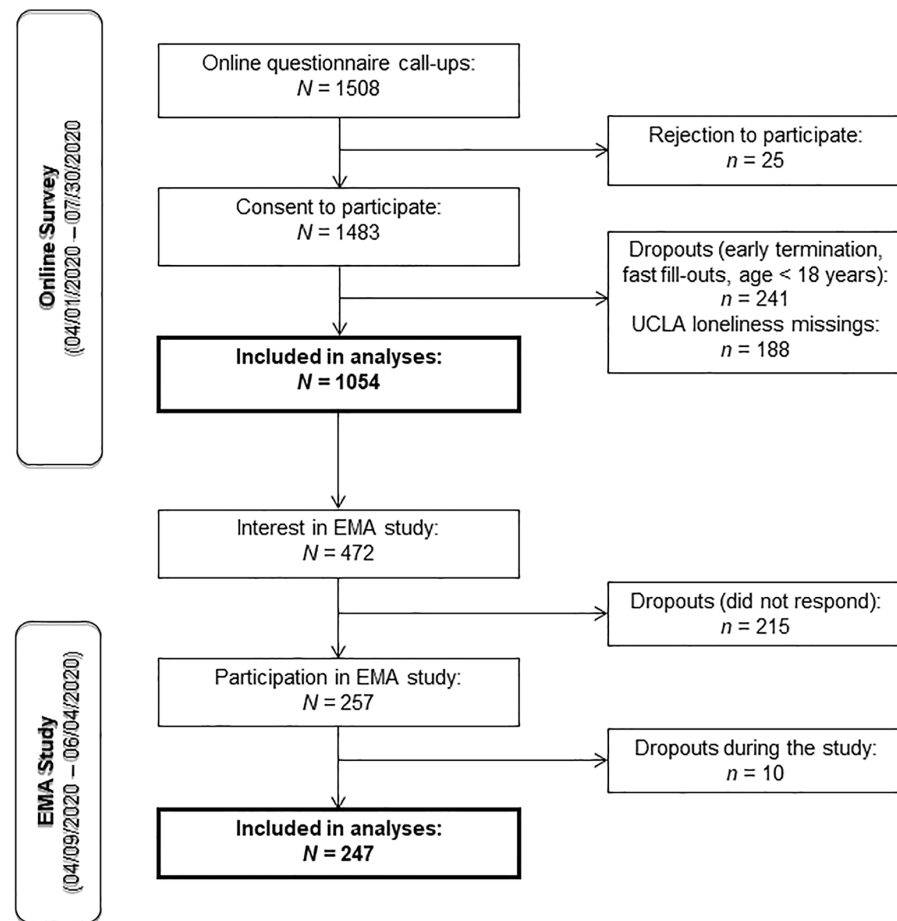 Online Survey
((04/01/2020 – 07/30/2020
Online questionnaire call-ups:
N = 1508
Rejection to participate:
n = 25
Consent to participate:
N = 1483
Dropouts (early termination,
fast fill-outs, age < 18 years):
n = 241
UCLA loneliness missings:
n = 188
Included in analyses:
N = 1054
Interest in EMA study:
N = 472
Dropouts (did not respond):
n = 215
EMA Study
((04/09/2020 – 06/04/2020)
Participation in EMA study:
N = 257
Dropouts during the study:
n = 10
Included in analyses:
N = 247